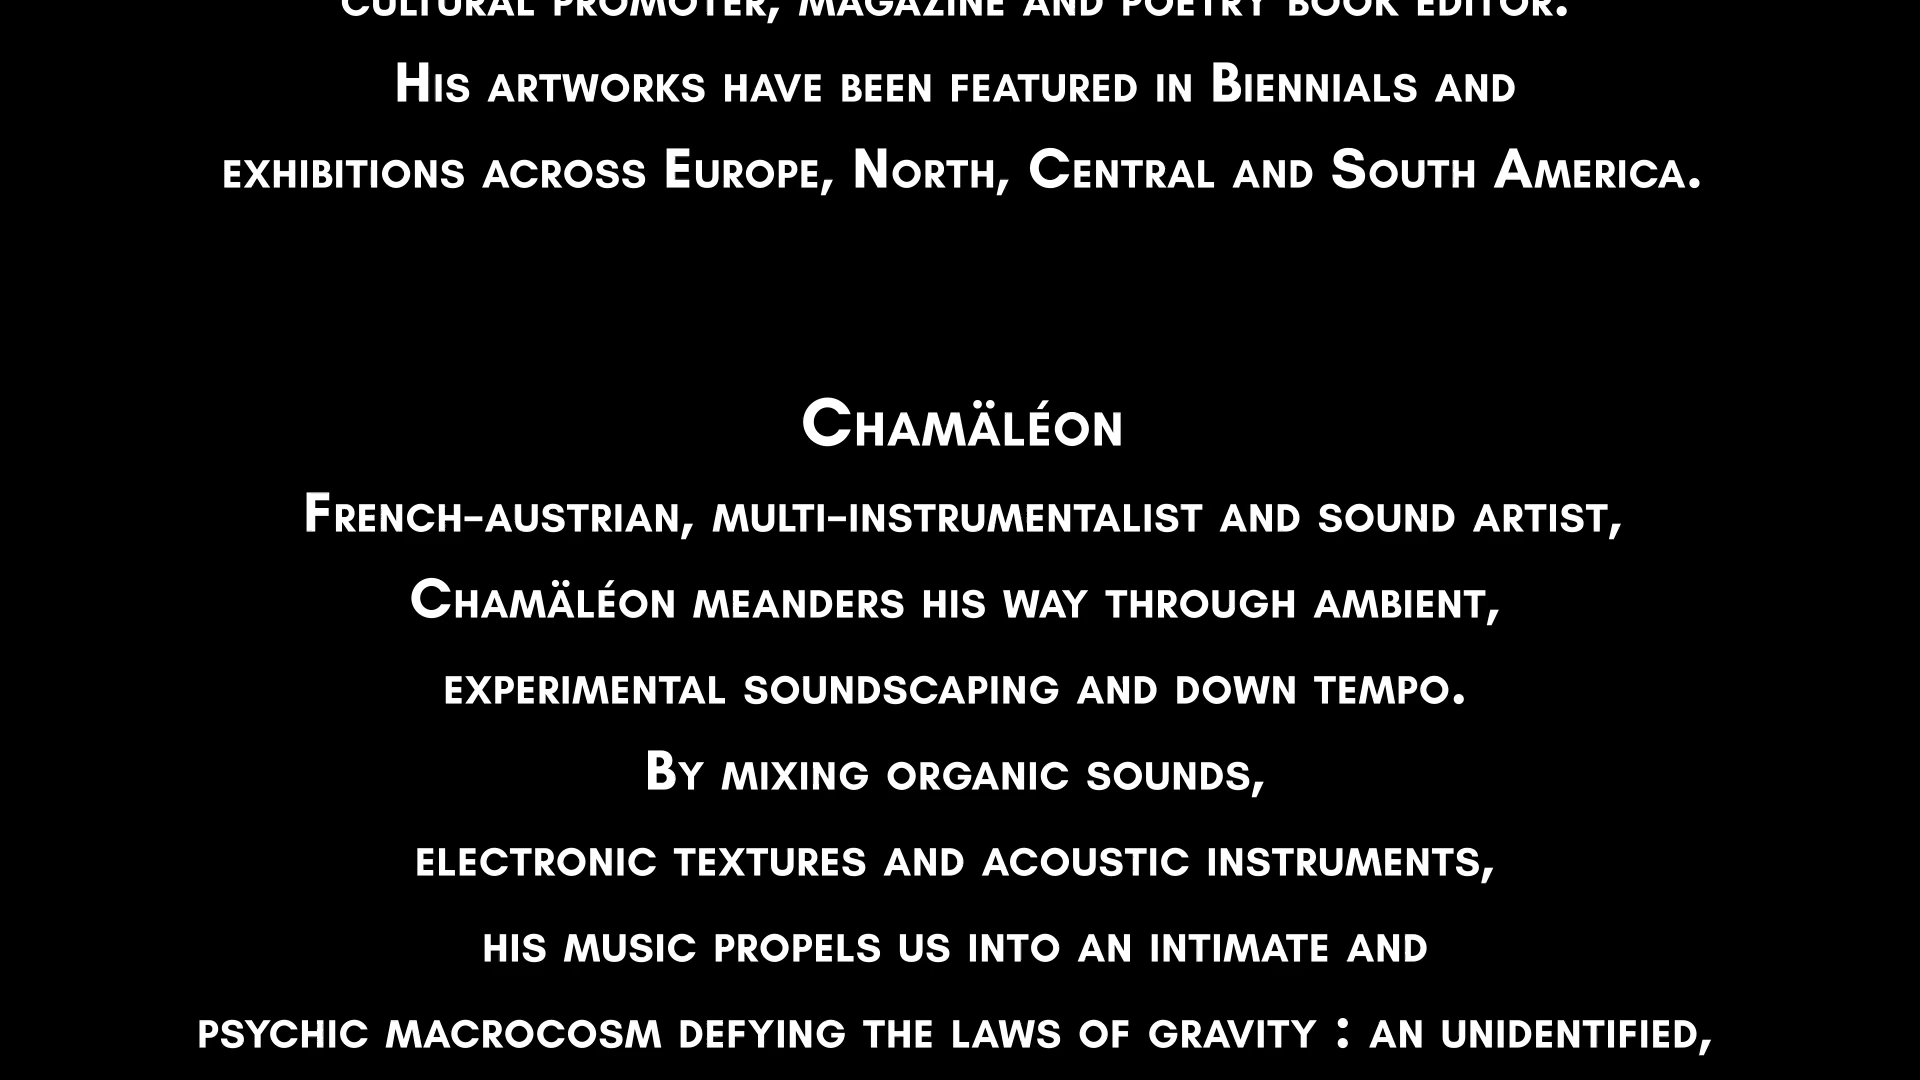 cultural promoter, magazine and poetry book editor.
His artworks have been featured in Biennials and
exhibitions across Europe, North, Central and South America.
Chamäléon
French-austrian, multi-instrumentalist and sound artist,
Chamäléon meanders his way through ambient,
experimental soundscaping and down tempo.
By mixing organic sounds,
electronic textures and acoustic instruments,
his music propels us into an intimate and
psychic macrocosm defying the laws of gravity : an unidentified,